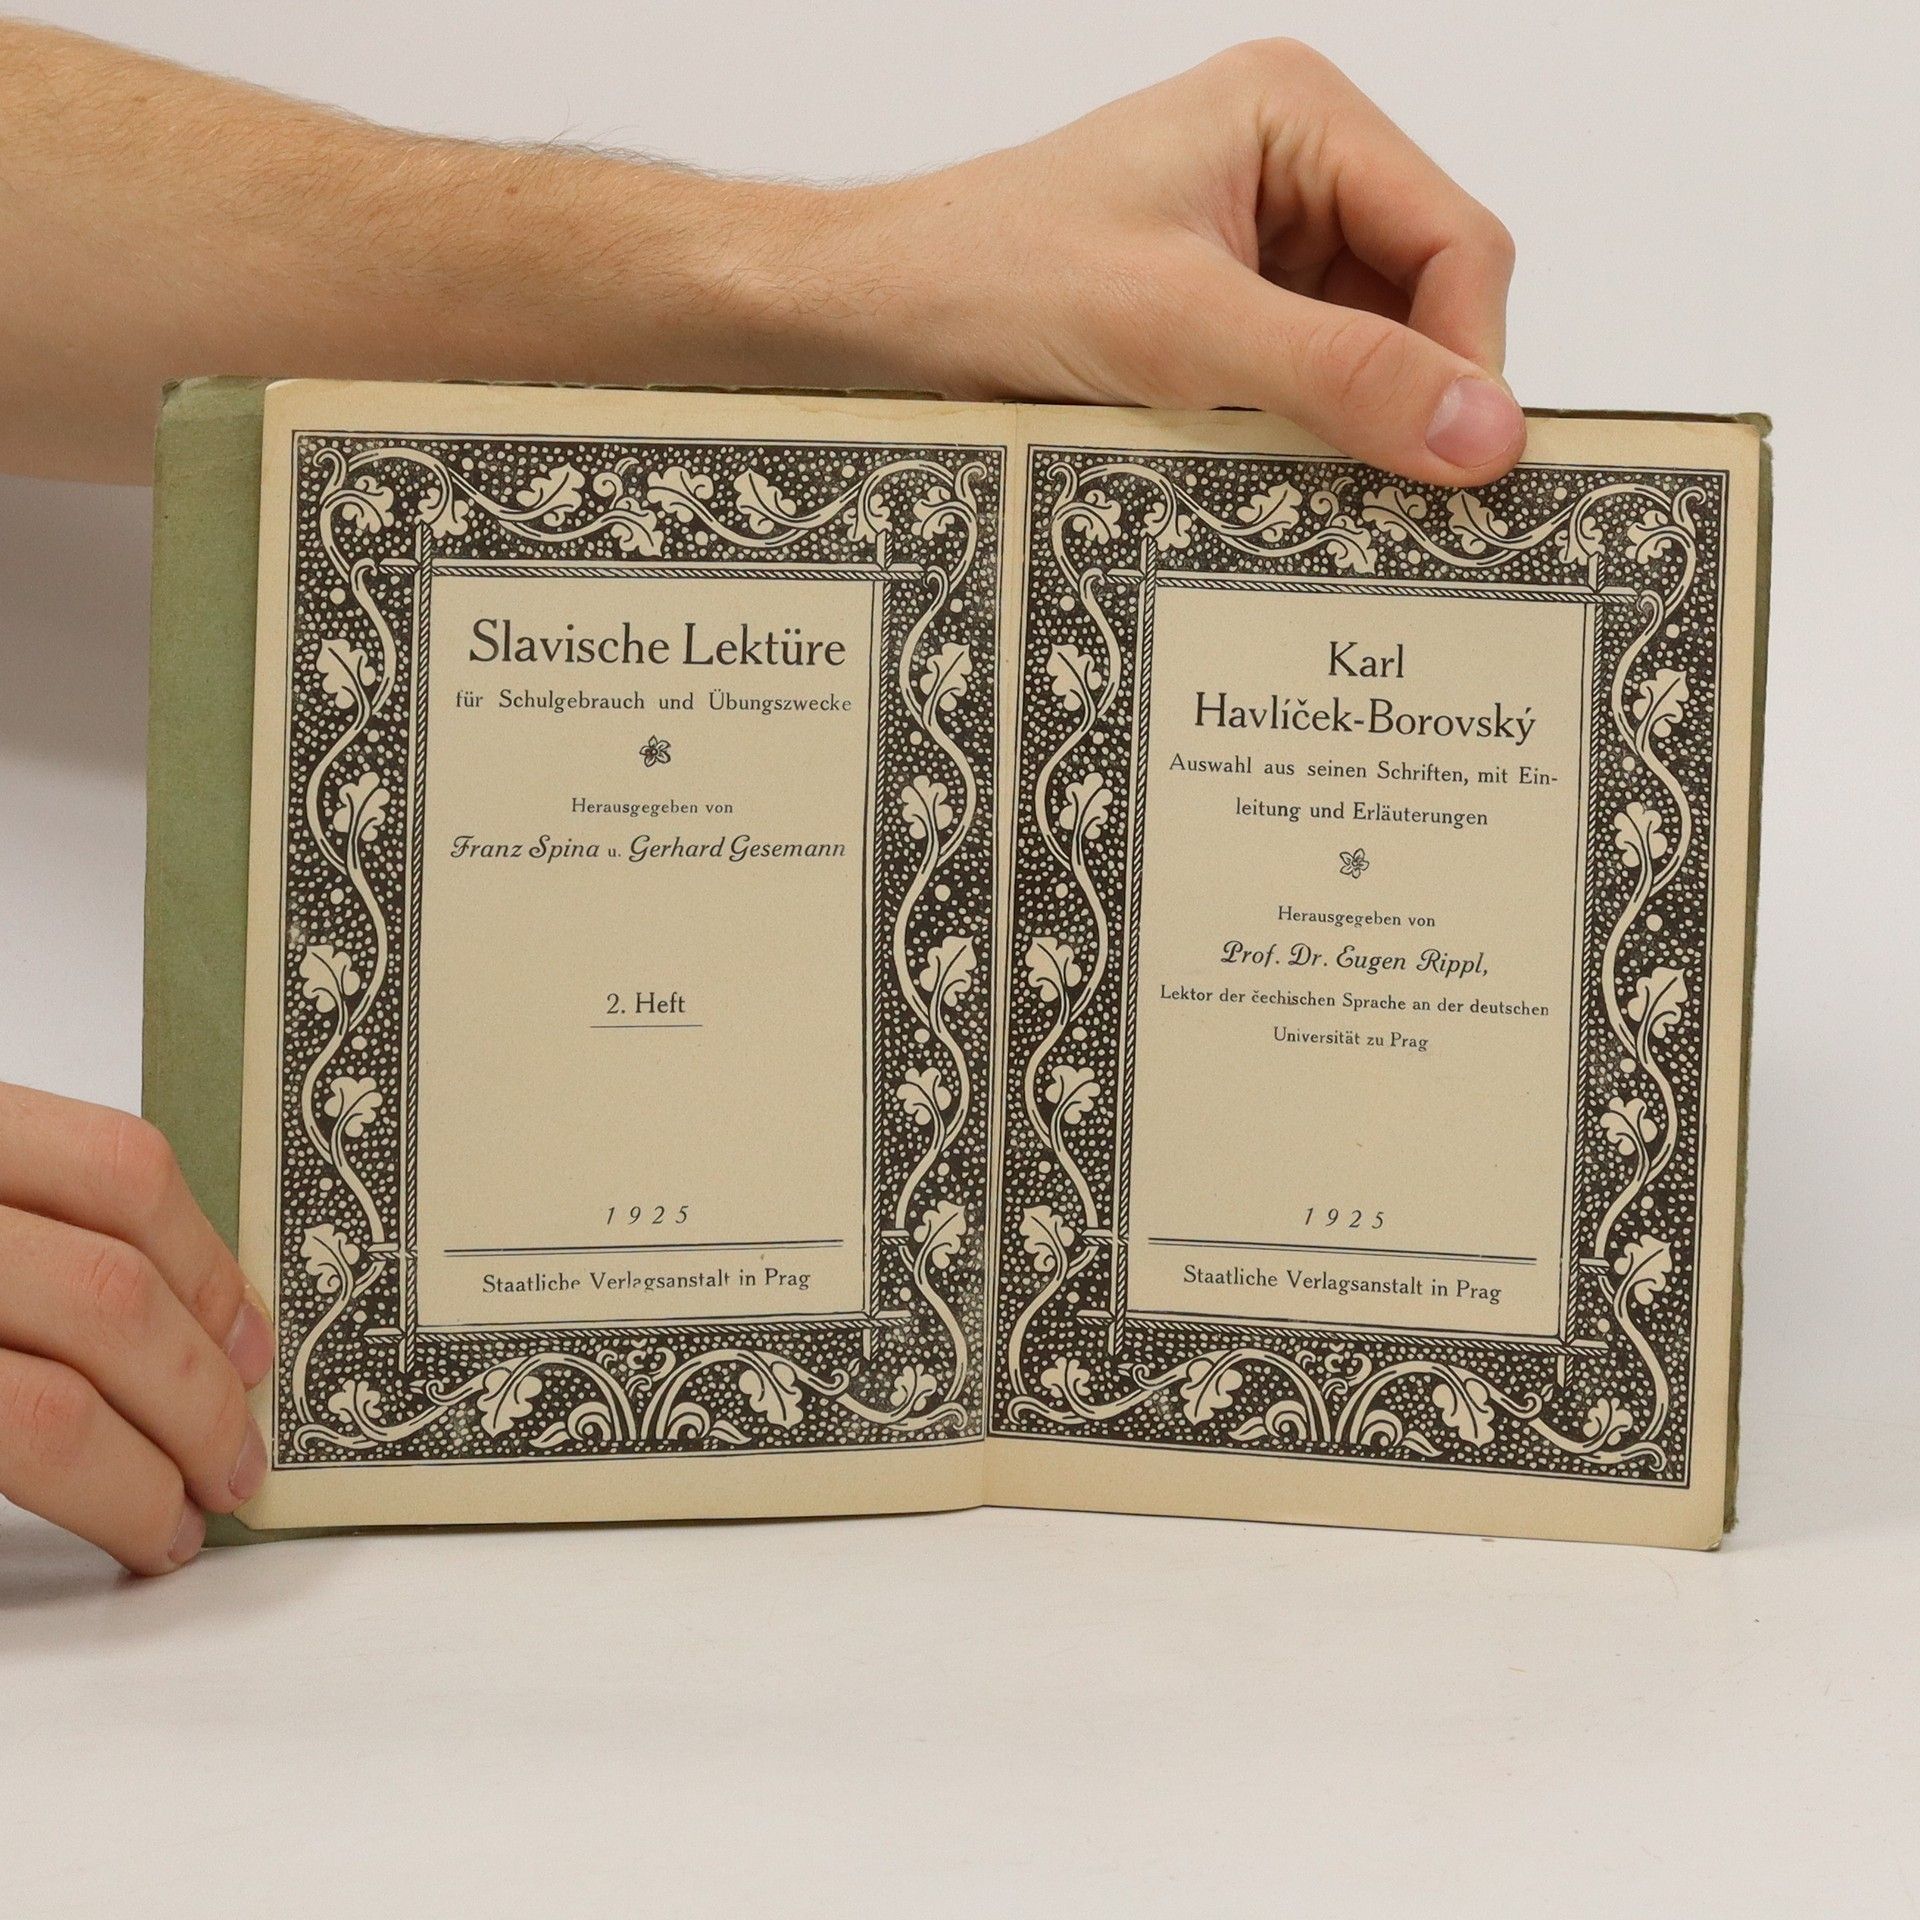 Slavische Lektüre
für Schulgebrauch und Übungszwecke
Herausgegeben von
Franz Spina u. Gerhard Gesemann
2. Heft
1925
Staatliche Verlagsanstalt in Prag
Karl
Havlíček-Borovský
Auswahl aus seinen Schriften, mit Ein-
leitung und Erläuterungen
Herausgegeben von
Prof. Dr. Eugen Rippl,
Lektor der čechischen Sprache an der deutschen
Universität zu Prag
1925
Staatliche Verlagsanstalt in Prag